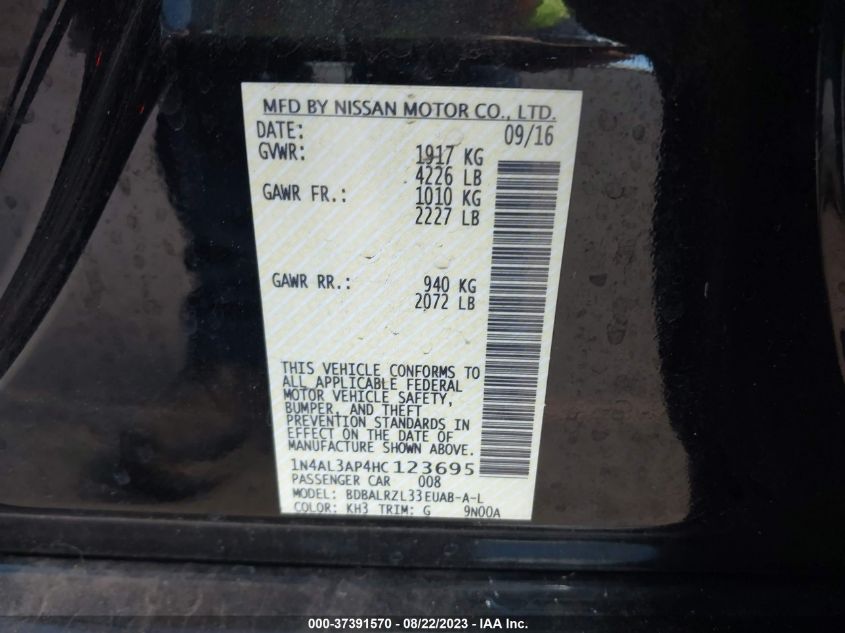 MFD BY NISSAN MOTOR CO., LTD.
DATE: 09/16
GVWR: 1917 KG
4226 LB
GAWR FR.: 1010 KG
2227 LB
GAWR RR.: 940 KG
2072 LB
THIS VEHICLE CONFORMS TO
ALL APPLICABLE FEDERAL
MOTOR VEHICLE SAFETY,
BUMPER, AND THEFT
PREVENTION STANDARDS IN
EFFECT ON THE DATE OF
MANUFACTURE SHOWN ABOVE.
1N4AL3AP4HC 123695
PASSENGER CAR 008
MODEL: BDBALRZL33EUAB-A-L
COLOR: KH3 TRIM: G 9N00A
000-37391570 - 08/22/2023 - IAA Inc.